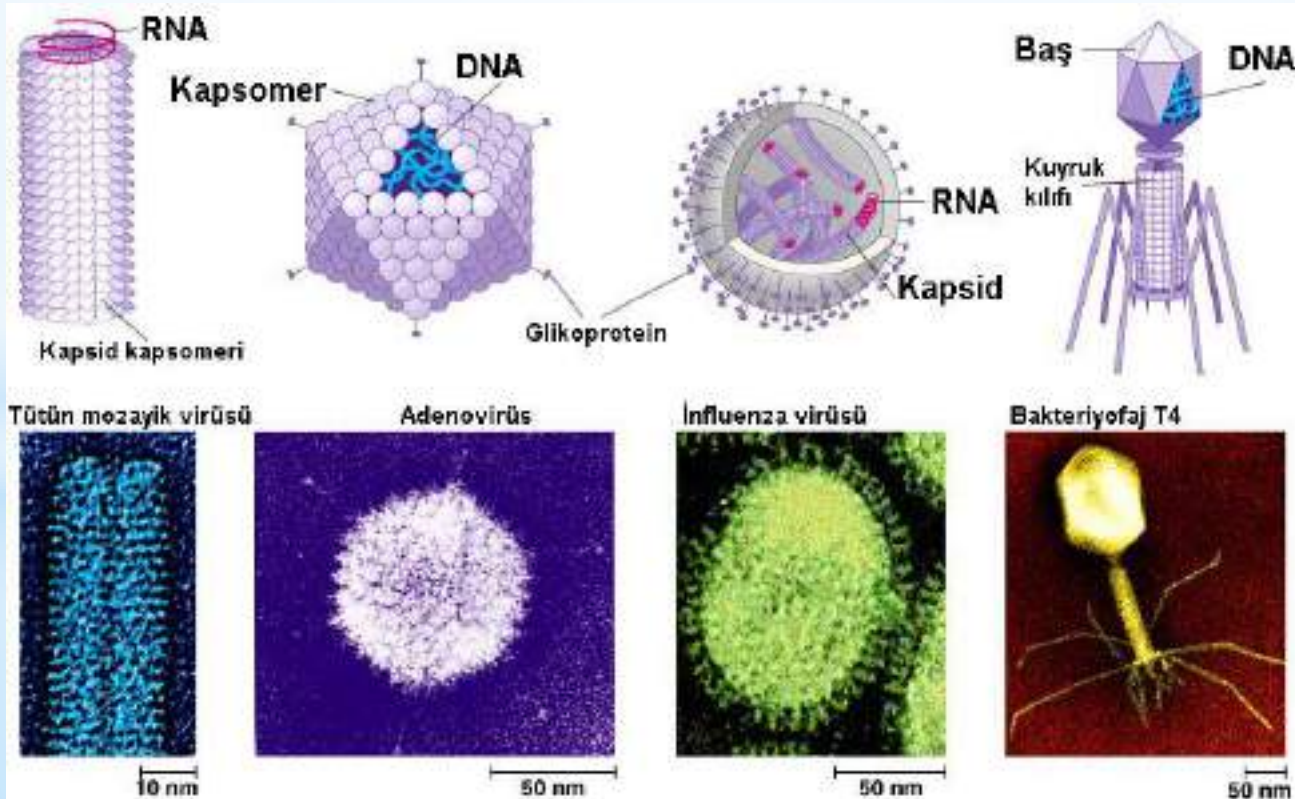 RNA
Kapsomer
DNA
Kapsid kapsomeri
Glikoprotein
RNA
Kapsid
Baş
DNA
Kuyruk
kılıfı
Tütün mozayik virüsü
Adenovirüs
İnfluenza virüsü
Bakteriyofaj T4
10 nm
50 nm
50 nm
50 nm